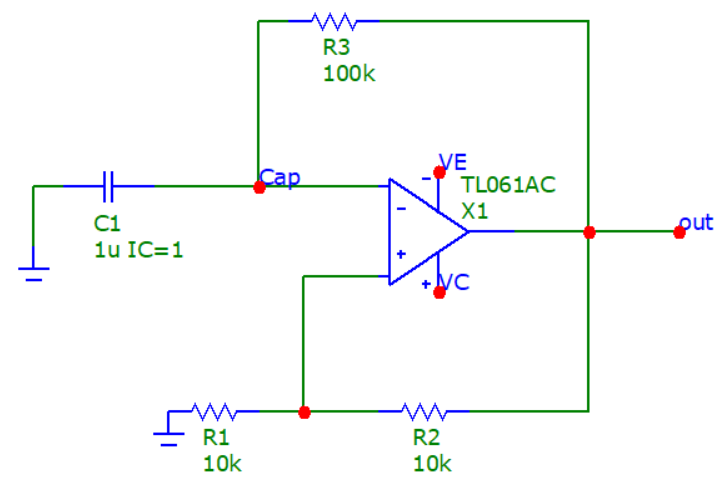 R3
100k
Cap
VE
TL061AC
X1
C1
1u IC=1
out
VC
R1
10k
R2
10k